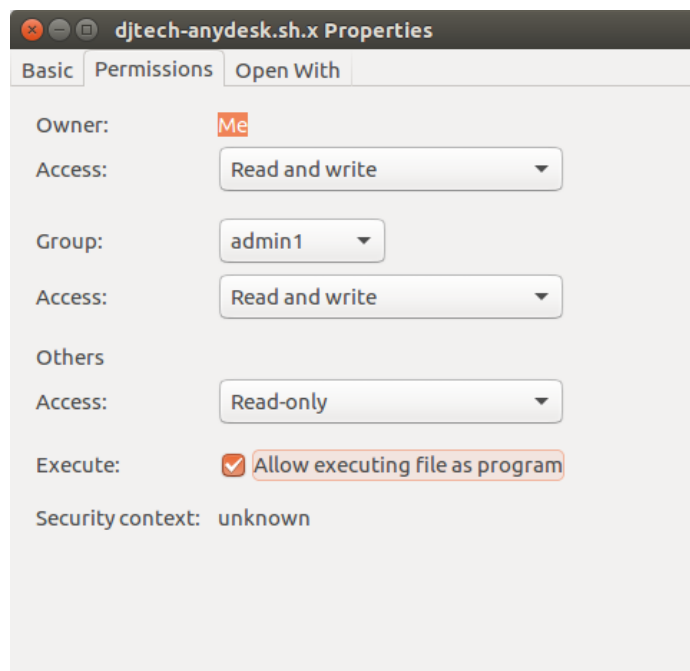 djtech-anydesk.sh.x Properties
Basic Permissions Open With
Owner: Me
Access: Read and write
Group: admin1
Access: Read and write
Others
Access: Read-only
Execute: Allow executing file as program
Security context: unknown